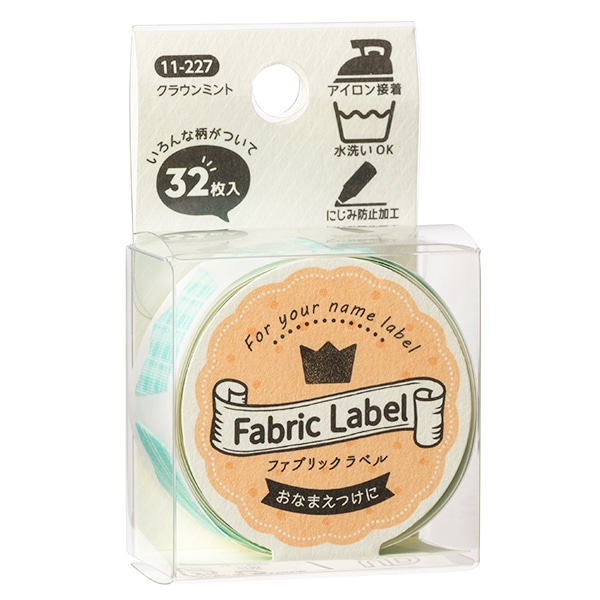 11-227
クラウンミント
いろんな柄がついて
32枚入
アイロン接着
水洗いOK
にじみ防止加工
For your name label
Fabric Label
ファブリックラベル
おなまえつけに